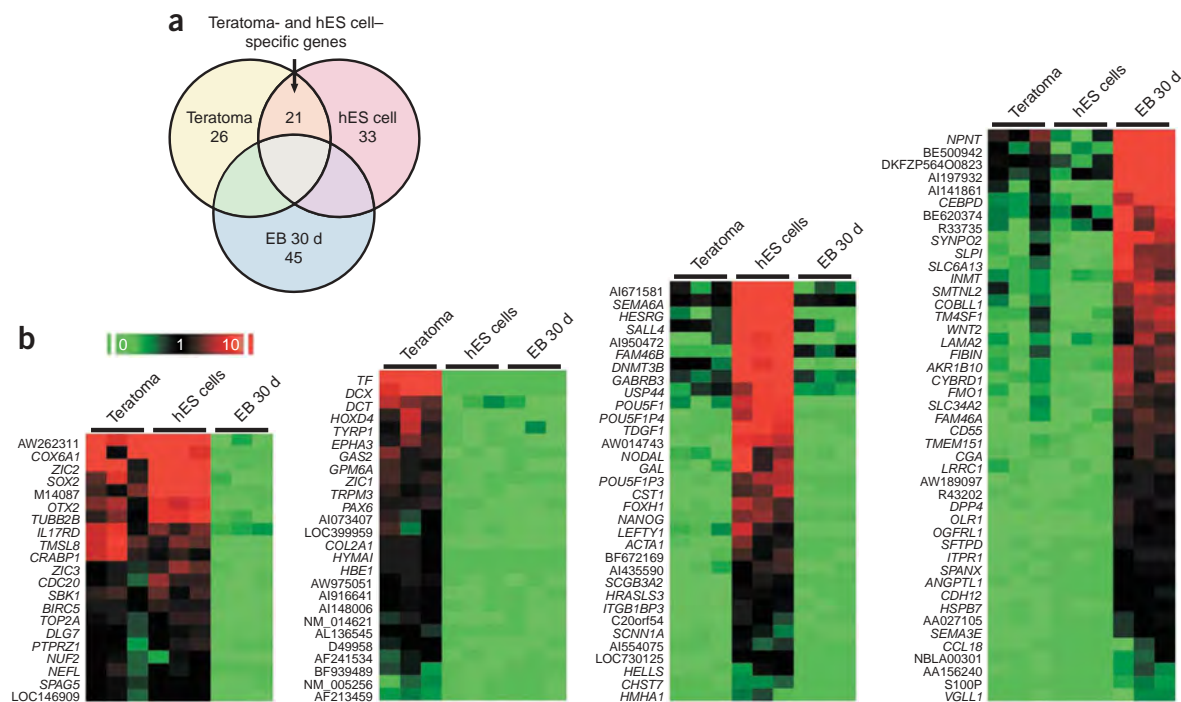 a
Teratoma- and hES cell–
specific genes
Teratoma
26
21
hES cell
33
EB 30 d
45
b
0 1 10
Teratoma
hES cells
EB 30 d
AW262311
COX6A1
ZIC2
SOX2
M14087
OTX2
TUBB2B
IL17RD
TMSL8
CRABP1
ZIC3
CDC20
SBK1
BIRC5
TOP2A
DLG7
PTPRZ1
NUF2
NEFL
SPAG5
LOC146909
Teratoma
hES cells
EB 30 d
TF
DCX
DCT
HOXD4
TYRP1
EPHA3
GAS2
GPM6A
ZIC1
TRPM3
PAX6
AI073407
LOC399959
COL2A1
HYMAI
HBE1
AW975051
AI916641
AI148006
NM_014621
AL136545
D49958
AF241534
BF939489
NM_005256
AF213459
Teratoma
hES cells
EB 30 d
AI671581
SEMA6A
HESRG
SALL4
AI950472
FAM46B
DNMT3B
GABRB3
USP44
POU5F1
POU5F1P4
TDGF1
AW014743
NODAL
GAL
POU5F1P3
CST1
FOXH1
NANOG
LEFTY1
ACTA1
BF672169
AI435590
SCGB3A2
HRASLS3
ITGB1BP3
C20orf54
SCNN1A
AI554075
LOC730125
HELLS
CHST7
HMHA1
Teratoma
hES cells
EB 30 d
NPNT
BE500942
DKFZP564O0823
AI197932
AI141861
CEBPD
BE620374
R33735
SYNPO2
SLPI
SLC6A13
INMT
SMTNL2
COBLL1
TM4SF1
WNT2
LAMA2
FIBIN
AKR1B10
CYBRD1
FMO1
SLC34A2
FAM46A
CD55
TMEM151
CGA
LRRC1
AW189097
R43202
DPP4
OLR1
OGFRL1
SFTPD
ITPR1
SPANX
ANGPTL1
CDH12
HSPB7
AA027105
SEMA3E
CCL18
NBLA00301
AA156240
S100P
VGLL1